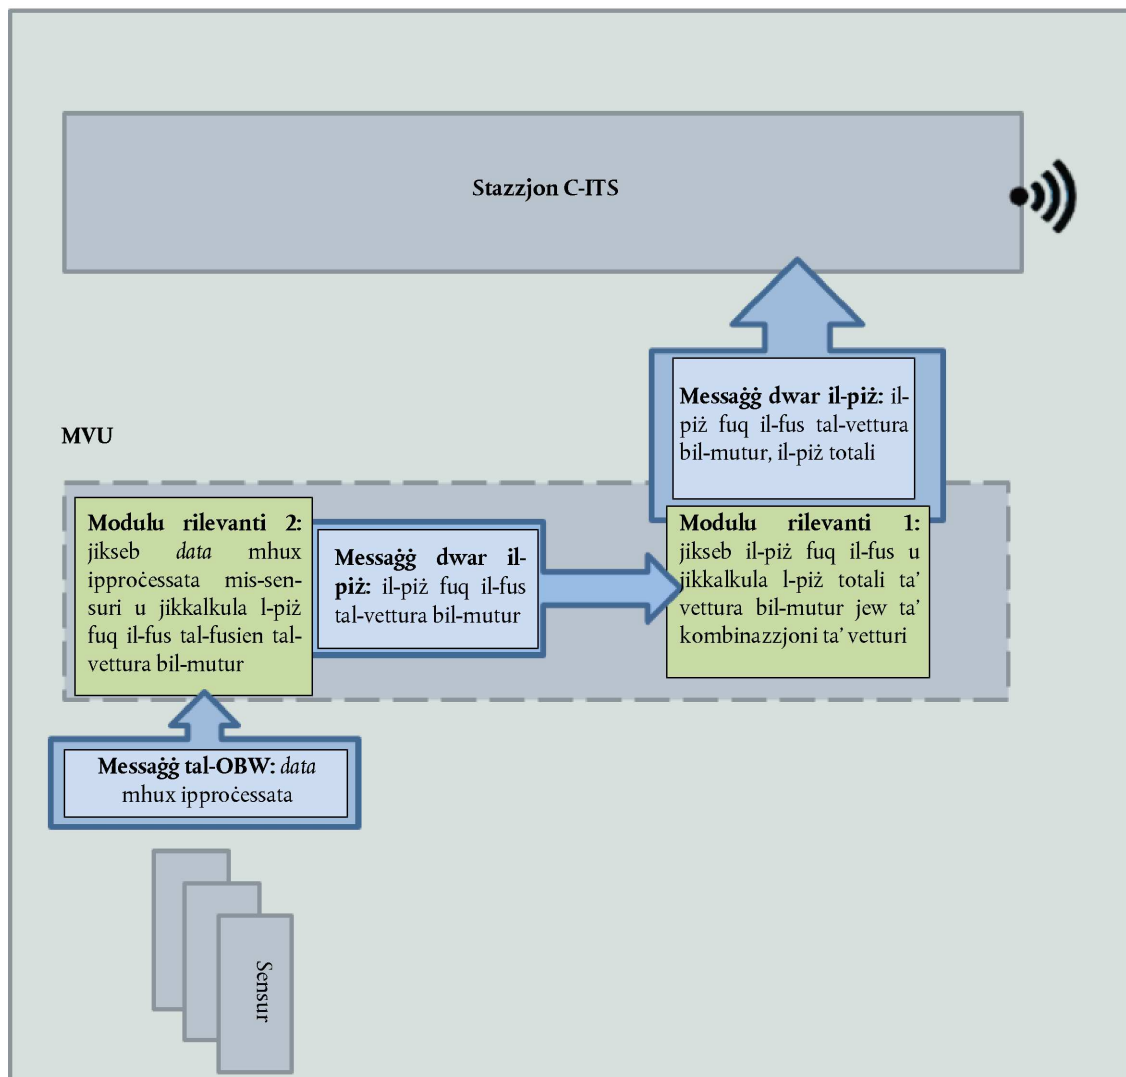 Stazzjon C-ITS
Messaġġ dwar il-piż: il-
piż fuq il-fus tal-vettura
bil-mutur, il-piż totali
MVU
Modulu rilevanti 2:
jikseb data mhux
ipproċessata mis-sen-
suri u jikkalkula l-piż
fuq il-fus tal-fusien tal-
vettura bil-mutur
Messaġġ dwar il-
piż: il-piż fuq il-fus
tal-vettura bil-mutur
Modulu rilevanti 1:
jikseb il-piż fuq il-fus u
jikkalkula l-piż totali ta’
vettura bil-mutur jew ta’
kombinazzjoni ta’ vetturi
Messaġġ tal-OBW: data
mhux ipproċessata
Sensur